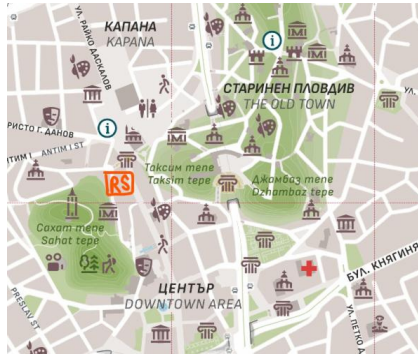 КАПАНА
KAPANA
УЛ. РАЙКО ДАСКАЛОВ
СТАРИНЕН ПЛОВДИВ
THE OLD TOWN
РИСТО Г. ДАНОВ
ANTIM I ST
ТИМ I
RS
Таксим тепе
Taksim tepe
Джамбаз тепе
Dzhambaz tepe
Сахат тепе
Sahat tepe
ЦЕНТЪР
DOWNTOWN AREA
БУЛ. КНЯГИНЯ
PRESLAV ST
УЛ. ПЕТКО Д